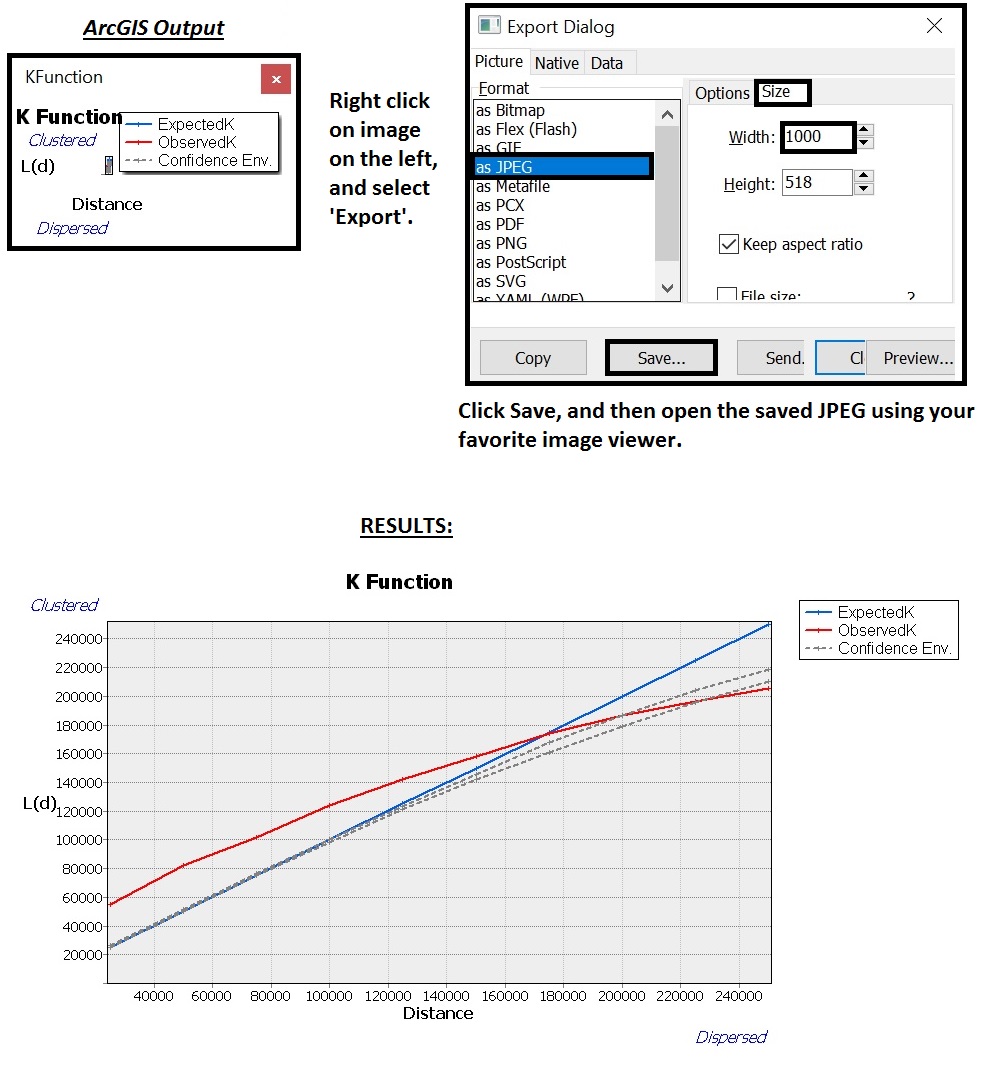 ArcGIS Output
KFunction
K Function
Clustered
L(d)
ExpectedK
ObservedK
Confidence Env.
Distance
Dispersed
Right click
on image
on the left,
and select
'Export'.
Export Dialog
Picture Native Data
Format
as Bitmap
as Flex (Flash)
as GIF
as JPEG
as Metafile
as PCX
as PDF
as PNG
as PostScript
as SVG
as XAML (WPF)
Options Size
Width: 1000
Height: 518
Keep aspect ratio
File size: ?
Copy Save... Send. Cl Preview...
Click Save, and then open the saved JPEG using your
favorite image viewer.
RESULTS:
K Function
Clustered
ExpectedK
ObservedK
Confidence Env.
240000
220000
200000
180000
160000
140000
L(d)
120000
100000
80000
60000
40000
20000
40000 60000 80000 100000 120000 140000 160000 180000 200000 220000 240000
Distance
Dispersed